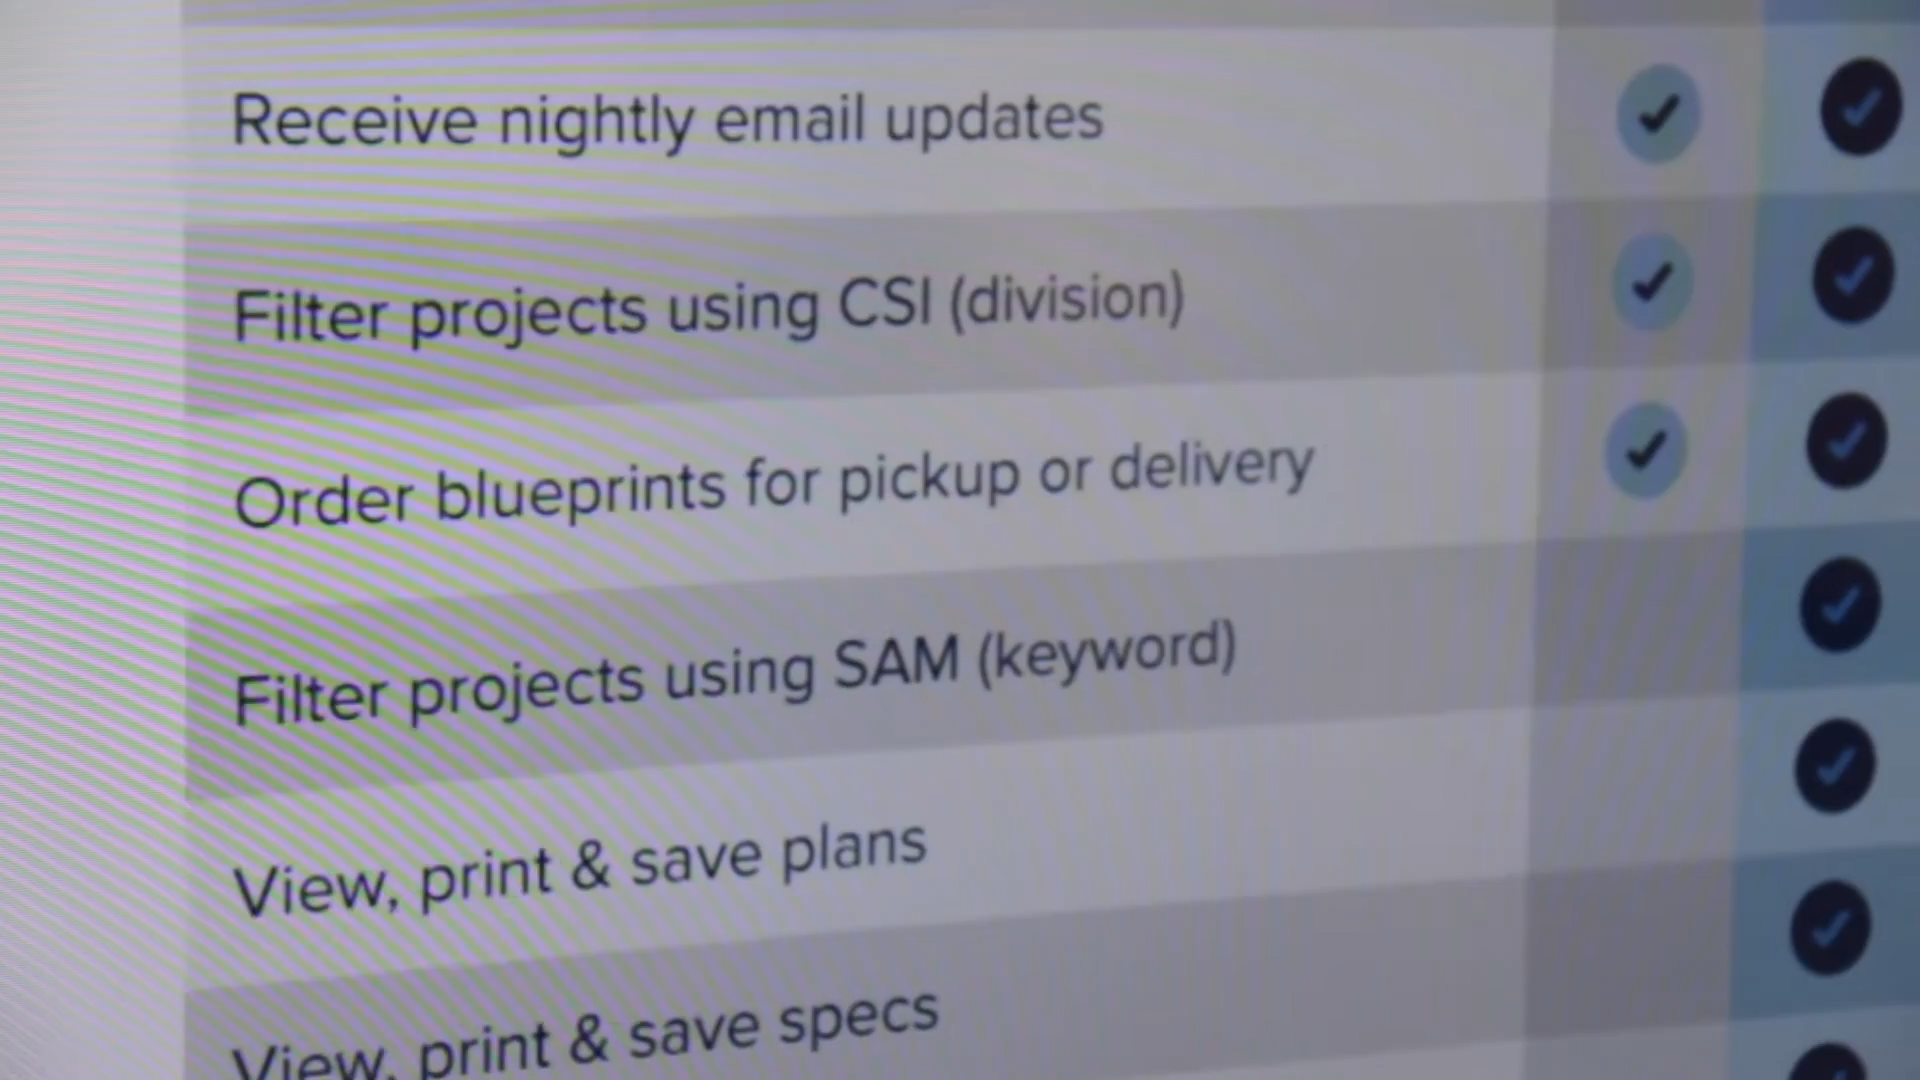 Receive nightly email updates
Filter projects using CSI (division)
Order blueprints for pickup or delivery
Filter projects using SAM (keyword)
View, print & save plans
View, print & save specs